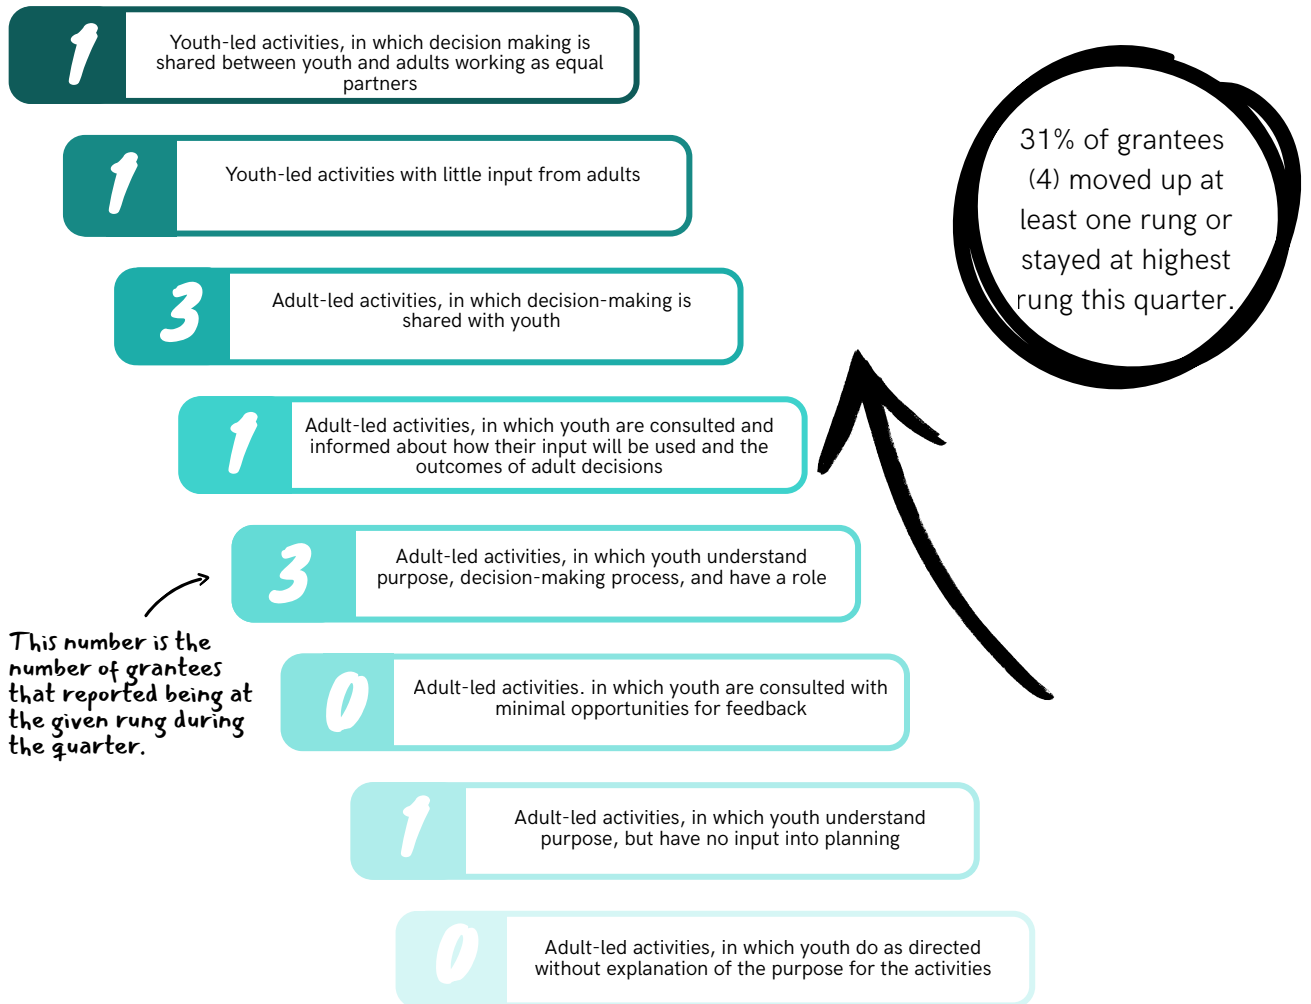 1
Youth-led activities, in which decision making is
shared between youth and adults working as equal
partners
1
Youth-led activities with little input from adults
3
Adult-led activities, in which decision-making is
shared with youth
1
Adult-led activities, in which youth are consulted and
informed about how their input will be used and the
outcomes of adult decisions
3
Adult-led activities, in which youth understand
purpose, decision-making process, and have a role
0
Adult-led activities. in which youth are consulted with
minimal opportunities for feedback
1
Adult-led activities, in which youth understand
purpose, but have no input into planning
0
Adult-led activities, in which youth do as directed
without explanation of the purpose for the activities
This number is the
number of grantees
that reported being at
the given rung during
the quarter.
31% of grantees
(4) moved up at
least one rung or
stayed at highest
rung this quarter.